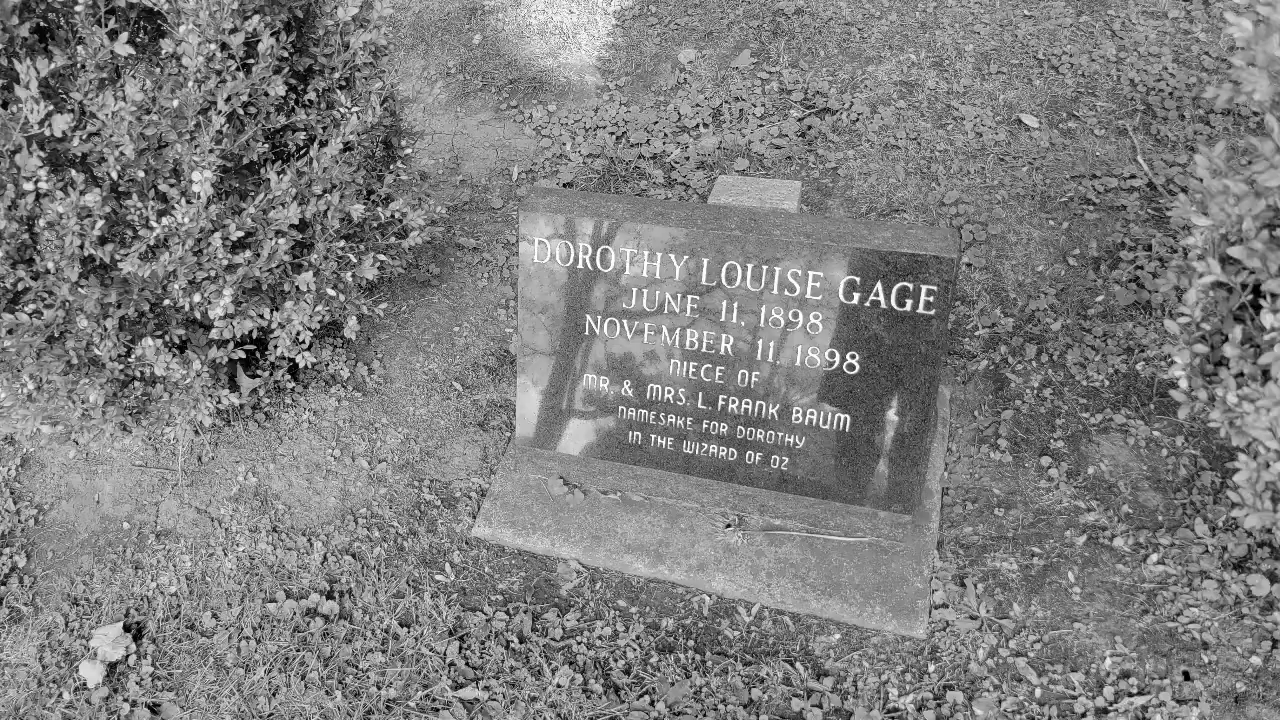 DOROTHY LOUISE GAGE
JUNE 11, 1898
NOVEMBER 11, 1898
NIECE OF
MR. & MRS. L. FRANK BAUM
NAMESAKE FOR DOROTHY
IN THE WIZARD OF OZ